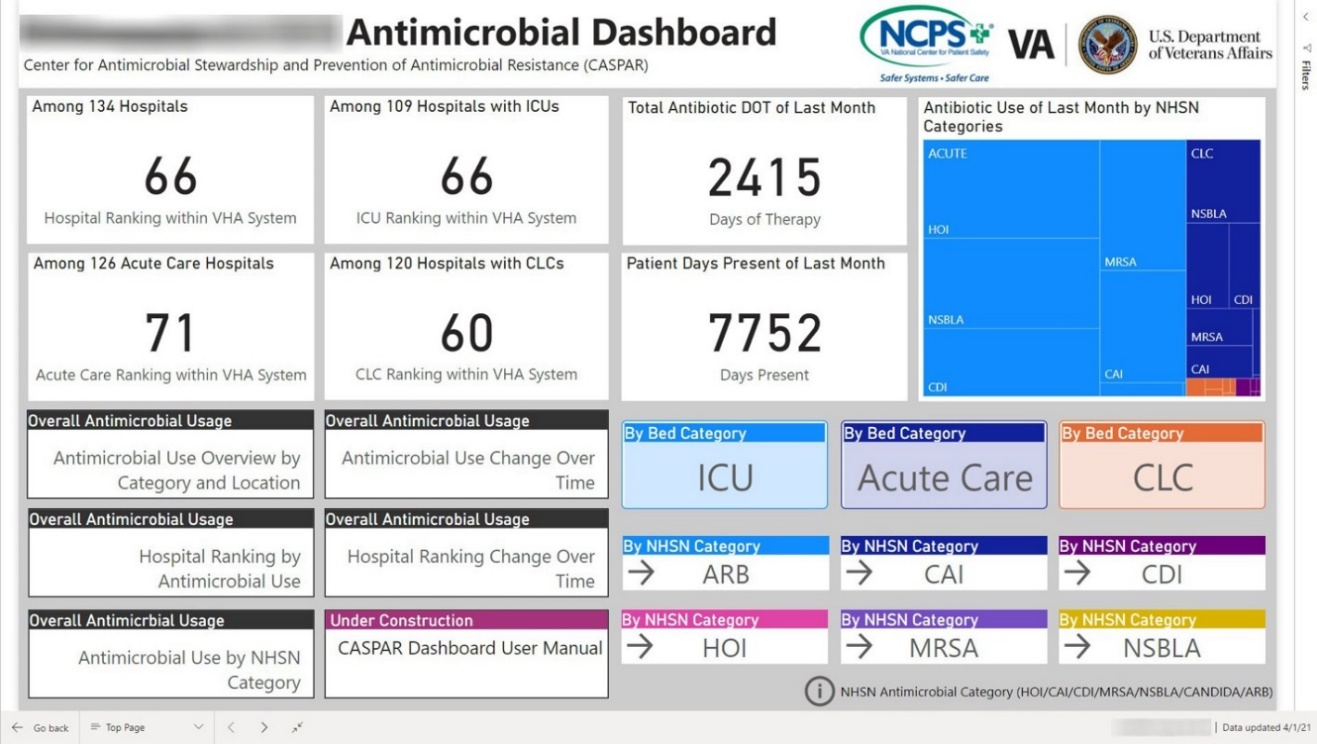 Antimicrobial Dashboard
Center for Antimicrobial Stewardship and Prevention of Antimicrobial Resistance (CASPAR)
NCPS
VA National Center for Patient Safety
Safer Systems • Safer Care
VA
U.S. Department
of Veterans Affairs
Filters
Among 134 Hospitals
66
Hospital Ranking within VHA System
Among 109 Hospitals with ICUs
66
ICU Ranking within VHA System
Total Antibiotic DOT of Last Month
2415
Days of Therapy
Antibiotic Use of Last Month by NHSN
Categories
ACUTE
HOI
NSBLA
CDI
MRSA
CAI
CLC
NSBLA
HOI
CDI
MRSA
CAI
Among 126 Acute Care Hospitals
71
Acute Care Ranking within VHA System
Among 120 Hospitals with CLCs
60
CLC Ranking within VHA System
Patient Days Present of Last Month
7752
Days Present
Overall Antimicrobial Usage
Antimicrobial Use Overview by
Category and Location
Overall Antimicrobial Usage
Antimicrobial Use Change Over
Time
By Bed Category
ICU
By Bed Category
Acute Care
By Bed Category
CLC
Overall Antimicrobial Usage
Hospital Ranking by
Antimicrobial Use
Overall Antimicrobial Usage
Hospital Ranking Change Over
Time
By NHSN Category
→ ARB
By NHSN Category
→ CAI
By NHSN Category
→ CDI
Overall Antimicrbial Usage
Antimicrobial Use by NHSN
Category
Under Construction
CASPAR Dashboard User Manual
By NHSN Category
→ HOI
By NHSN Category
→ MRSA
By NHSN Category
→ NSBLA
NHSN Antimicrobial Category (HOI/CAI/CDI/MRSA/NSBLA/CANDIDA/ARB)
Go back
Top Page
| Data updated 4/1/21